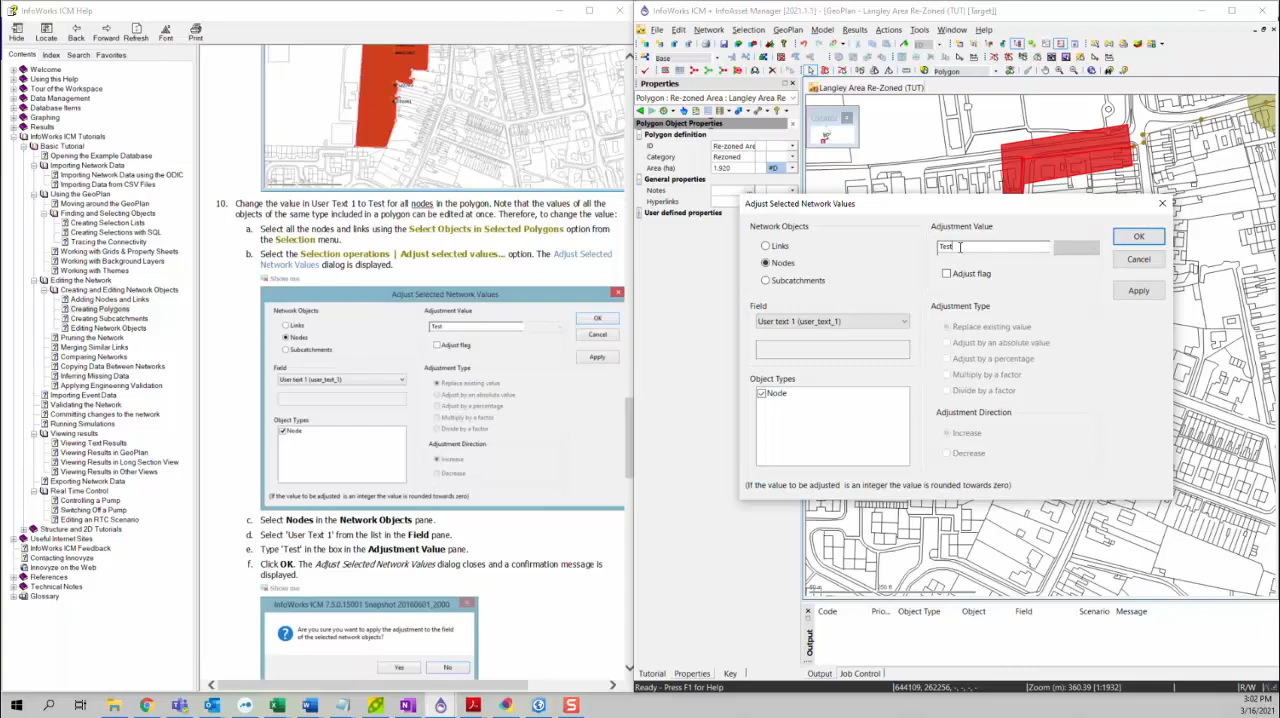 InfoWorks ICM Help
Hide
Locate
Back
Forward
Refresh
Font
Print
Contents
Index
Search
Favorites
Welcome
Using this Help
Tour of the Workspace
Data Management
Database Items
Graphing
Results
InfoWorks ICM Tutorials
Basic Tutorial
Opening the Example Database
Importing Network Data
Importing Network Data using the ODIC
Importing Data from CSV Files
Using the GeoPlan
Moving around the GeoPlan
Finding and Selecting Objects
Creating Selection Lists
Creating Selections with SQL
Tracing the Connectivity
Working with Grids & Property Sheets
Working with Background Layers
Working with Themes
Editing the Network
Creating and Editing Network Objects
Adding Nodes and Links
Creating Polygons
Creating Subcatchments
Editing Network Objects
Pruning the Network
Merging Similar Links
Comparing Networks
Copying Data Between Networks
Inferring Missing Data
Applying Engineering Validation
Importing Event Data
Validating the Network
Committing changes to the network
Running Simulations
Viewing results
Viewing Text Results
Viewing Results in GeoPlan
Viewing Results in Long Section View
Viewing Results in Other Views
Exporting Network Data
Real Time Control
Controlling a Pump
Switching Off a Pump
Editing an RTC Scenario
Structure and 2D Tutorials
Useful Internet Sites
InfoWorks ICM Feedback
Contacting Innovyze
Innovyze on the Web
References
Technical Notes
Glossary
10. Change the value in User Text 1 to Test for all nodes in the polygon. Note that the values of all the
objects of the same type included in a polygon can be edited at once. Therefore, to change the value:
a. Select all the nodes and links using the Select Objects in Selected Polygons option from
the Selection menu.
b. Select the Selection operations | Adjust selected values... option. The Adjust Selected
Network Values dialog is displayed.
Show me
Adjust Selected Network Values
Network Objects
Links
Nodes
Subcatchments
Field
User text 1 (user_text_1)
Object Types
Node
Adjustment Value
Test
Adjust flag
Adjustment Type
Replace existing value
Adjust by an absolute value
Adjust by a percentage
Multiply by a factor
Divide by a factor
Adjustment Direction
Increase
Decrease
OK
Cancel
Apply
(If the value to be adjusted is an integer the value is rounded towards zero)
c. Select Nodes in the Network Objects pane.
d. Select 'User Text 1' from the list in the Field pane.
e. Type 'Test' in the box in the Adjustment Value pane.
f. Click OK. The Adjust Selected Network Values dialog closes and a confirmation message is
displayed.
Show me
InfoWorks ICM 7.5.0.15001 Snapshot 20160601_2000
Are you sure you want to apply the adjustment to the field
of the selected network objects?
Yes
No
InfoWorks ICM + InfoAsset Manager [2021.1.1] - [GeoPlan - Langley Area Re-Zoned (TUT) [Target]]
File Edit Network Selection GeoPlan Model Results Actions Tools Window Help
Base
Polygon
Properties
Polygon : Re-zoned Area : Langley Area Re
Polygon Object Properties
Polygon definition
ID Re-zoned Are
Category Rezoned
Area (ha) 1.920 #D
General properties
Notes
Hyperlinks
User defined properties
Langley Area Re-Zoned (TUT)
Locator
Adjust Selected Network Values
Network Objects
Links
Nodes
Subcatchments
Field
User text 1 (user_text_1)
Object Types
Node
Adjustment Value
Test
Adjust flag
Adjustment Type
Replace existing value
Adjust by an absolute value
Adjust by a percentage
Multiply by a factor
Divide by a factor
Adjustment Direction
Increase
Decrease
OK
Cancel
Apply
(If the value to be adjusted is an integer the value is rounded towards zero)
Output
Code Prio... Object Type Object Field Scenario Message
Tutorial Properties Key
Output Job Control
Ready - Press F1 for Help
644109, 262256, -, -, -, -
Zoom (m): 360.39 (1:1932)
R/W
3:02 PM
3/16/2021